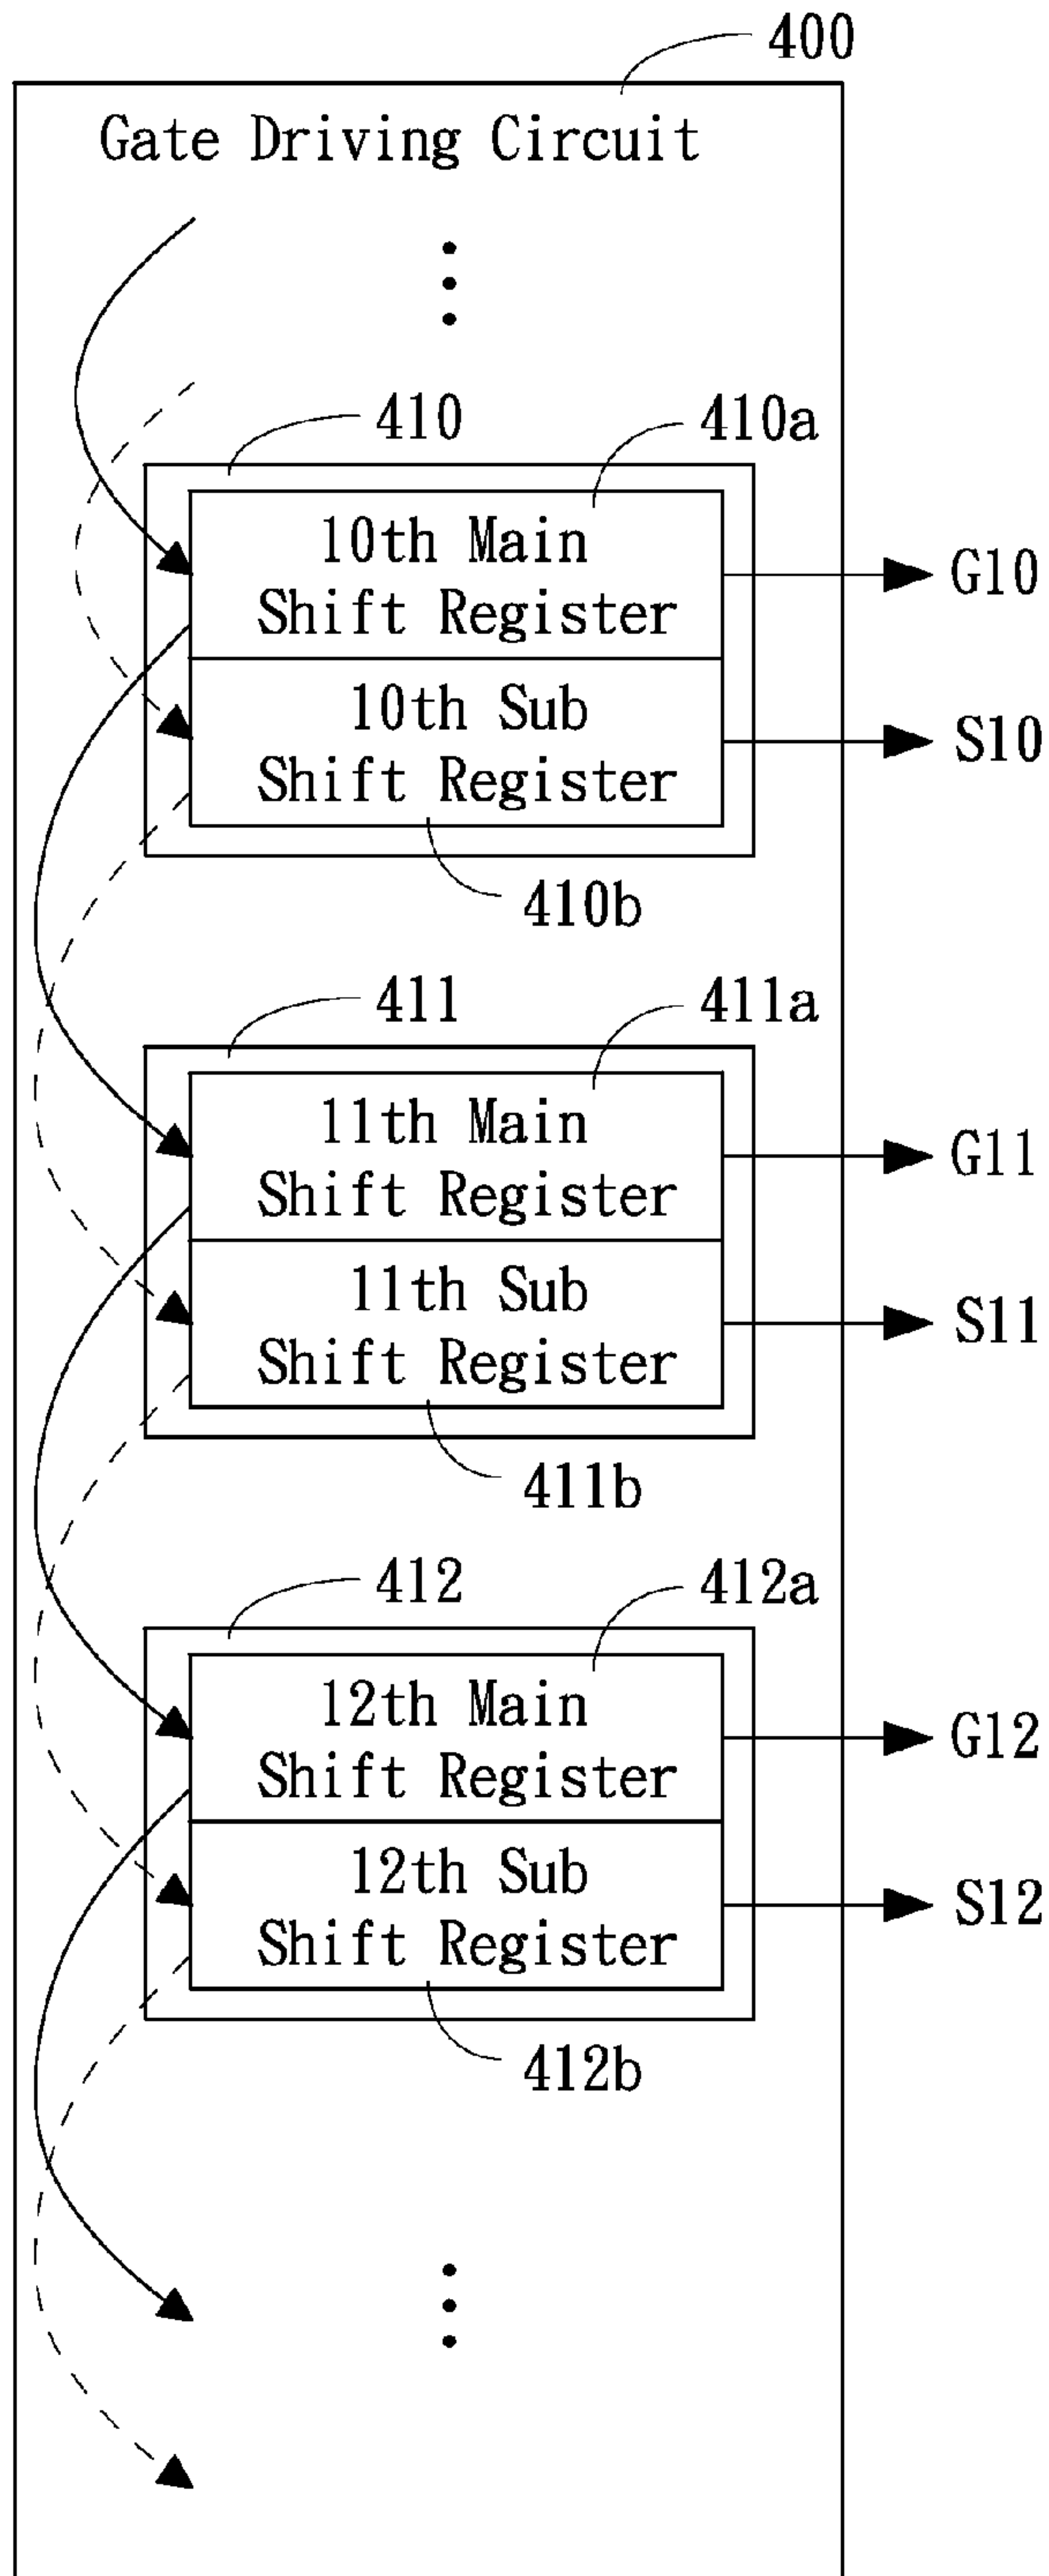 400
Gate Driving Circuit
410
410a
10th Main
Shift Register
G10
10th Sub
Shift Register
S10
410b
411
411a
11th Main
Shift Register
G11
11th Sub
Shift Register
S11
411b
412
412a
12th Main
Shift Register
G12
12th Sub
Shift Register
S12
412b